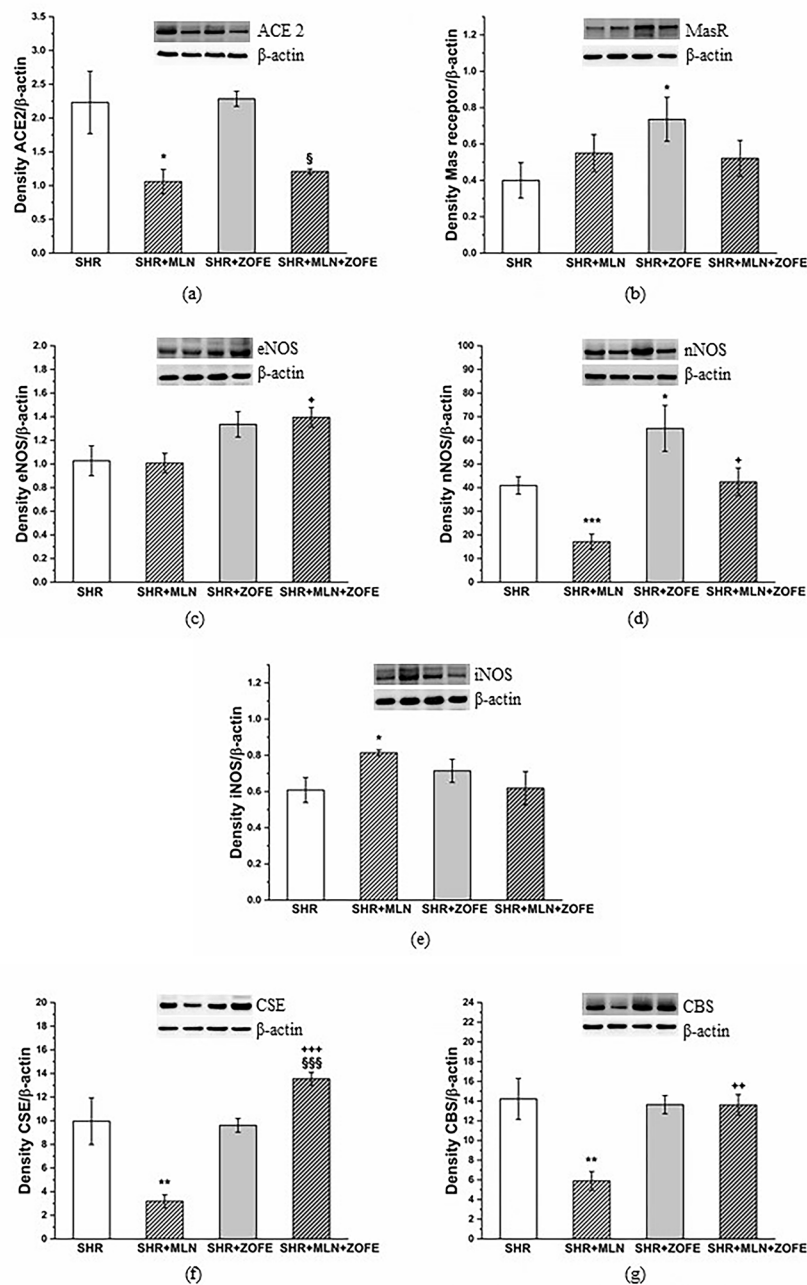 ACE 2
β-actin
Density ACE2/β-actin
3.5
3.0
2.5
2.0
1.5
1.0
0.5
0.0
*
§
SHR SHR+MLN SHR+ZOFE SHR+MLN+ZOFE
(a)
MasR
β-actin
Density Mas receptor/β-actin
1.2
1.0
0.8
0.6
0.4
0.2
0.0
*
SHR SHR+MLN SHR+ZOFE SHR+MLN+ZOFE
(b)
eNOS
β-actin
Density eNOS/β-actin
2.0
1.8
1.6
1.4
1.2
1.0
0.8
0.6
0.4
0.2
0.0
+
SHR SHR+MLN SHR+ZOFE SHR+MLN+ZOFE
(c)
nNOS
β-actin
Density nNOS/β-actin
100
90
80
70
60
50
40
30
20
10
0
*
+
***
SHR SHR+MLN SHR+ZOFE SHR+MLN+ZOFE
(d)
iNOS
β-actin
Density iNOS/β-actin
1.2
1.0
0.8
0.6
0.4
0.2
0.0
*
SHR SHR+MLN SHR+ZOFE SHR+MLN+ZOFE
(e)
CSE
β-actin
Density CSE/β-actin
20
18
16
14
12
10
8
6
4
2
0
+++
§§§
**
SHR SHR+MLN SHR+ZOFE SHR+MLN+ZOFE
(f)
CBS
β-actin
Density CBS/β-actin
24
22
20
18
16
14
12
10
8
6
4
2
0
++
**
SHR SHR+MLN SHR+ZOFE SHR+MLN+ZOFE
(g)